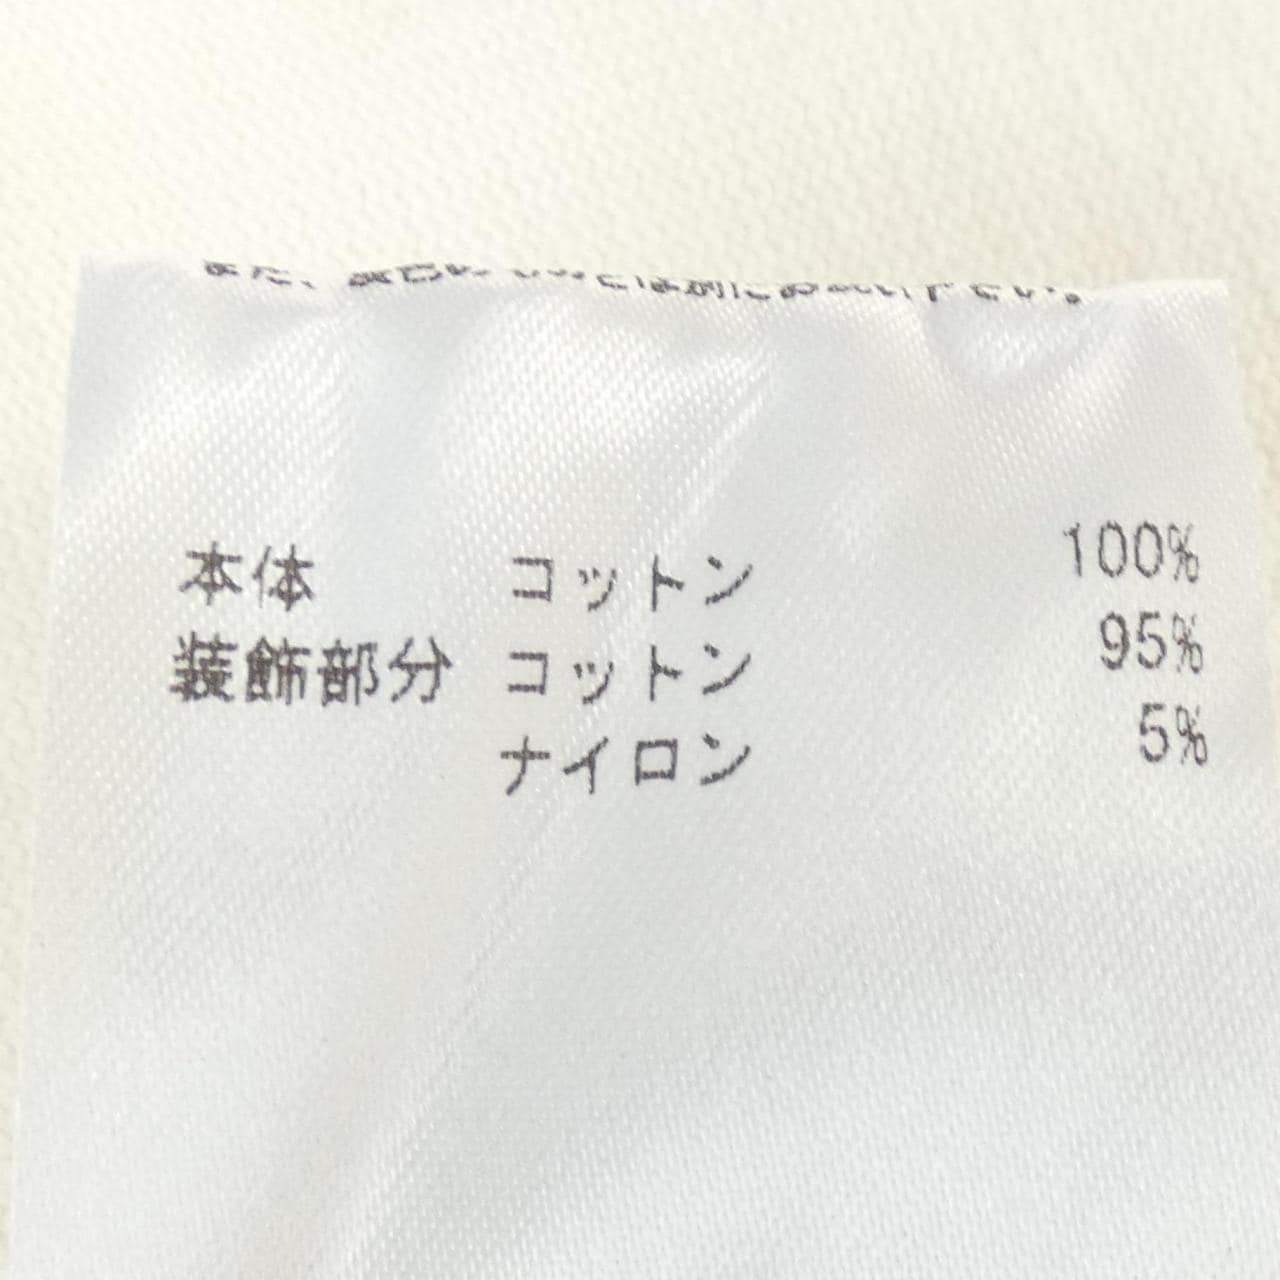 本体 コットン 100%
装飾部分 コットン 95%
ナイロン 5%